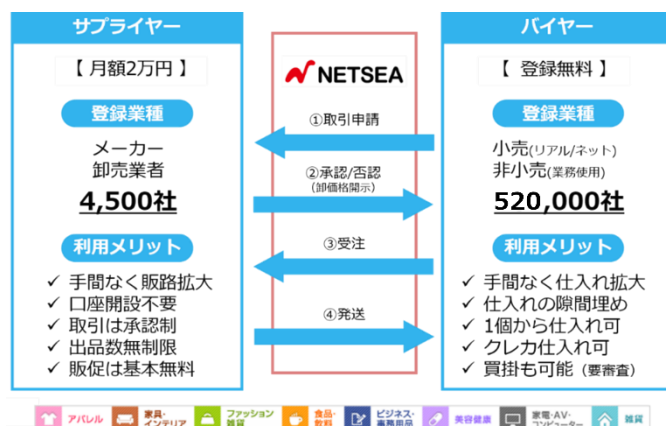 サプライヤー
【 月額2万円 】
登録業種
メーカー
卸売業者
4,500社
利用メリット
✓ 手間なく販路拡大
✓ 口座開設不要
✓ 取引は承認制
✓ 出品数無制限
✓ 販促は基本無料
NETSEA
①取引申請
②承認/否認
(卸価格開示)
③受注
④発送
バイヤー
【 登録無料 】
登録業種
小売(リアル/ネット)
非小売(業務使用)
520,000社
利用メリット
✓ 手間なく仕入れ拡大
✓ 仕入れの隙間埋め
✓ 1個から仕入れ可
✓ クレカ仕入れ可
✓ 買掛も可能 (要審査)
アパレル
家具・
インテリア
ファッション
雑貨
食品・
飲料
ビジネス・
事務用品
美容健康
家電・AV・
コンピューター
雑貨